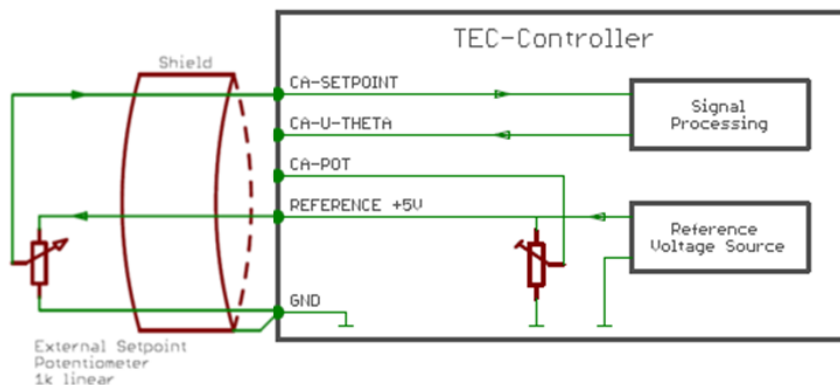 TEC-Controller
Shield
CA-SETPOINT
Signal
Processing
CA-U-THETA
CA-POT
REFERENCE +5V
Reference
Voltage Source
GND
External Setpoint
Potentiometer
1k linear